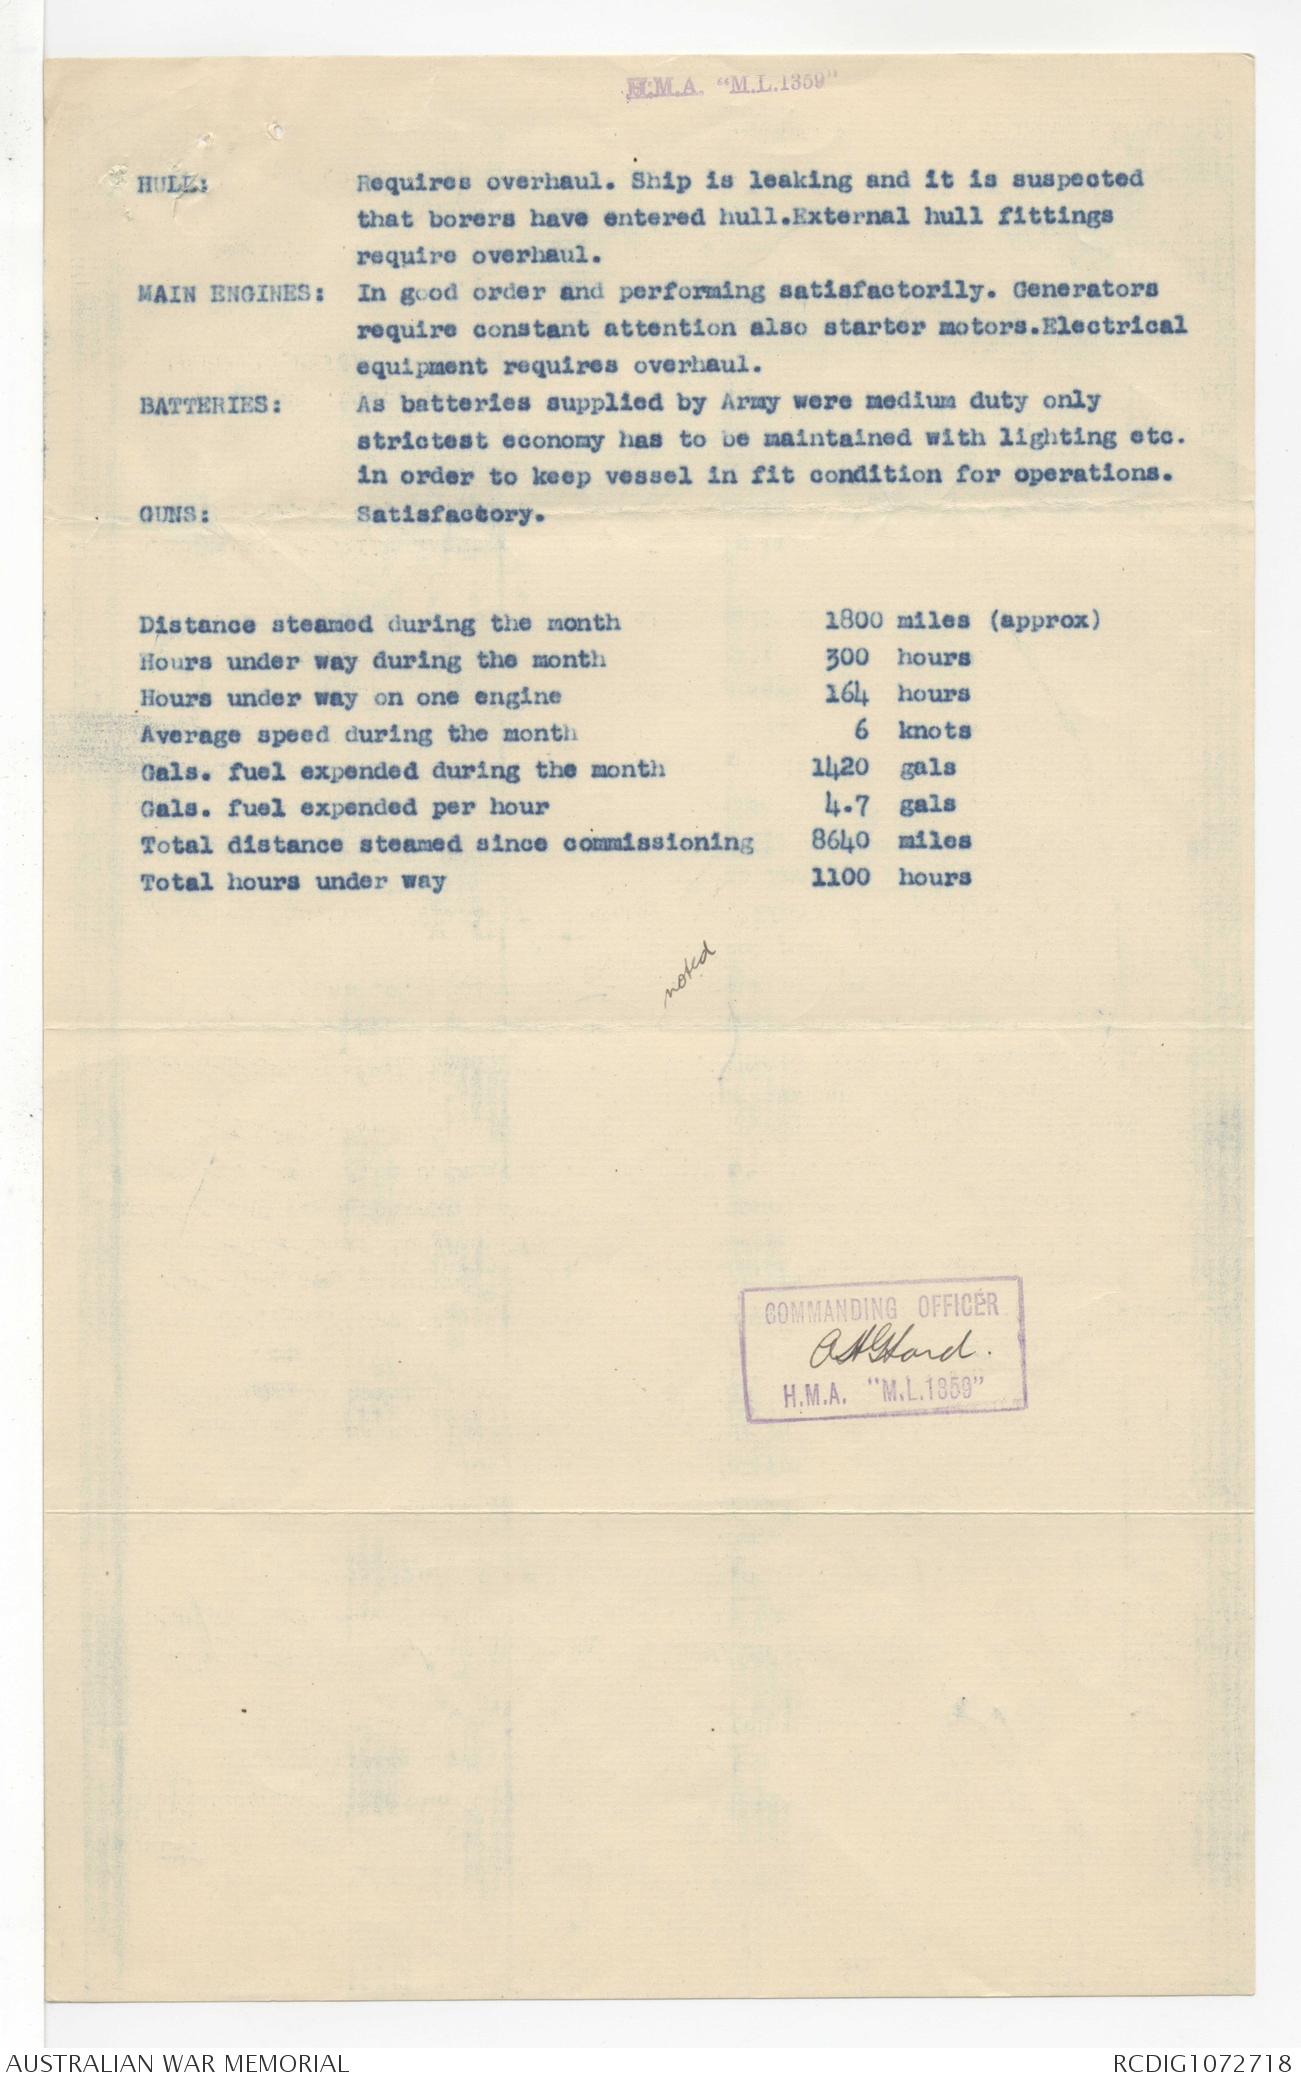 H.M.A. "M.L.1359"
HULL: Requires overhaul. Ship is leaking and it is suspected
that borers have entered hull.External hull fittings
require overhaul.
MAIN ENGINES: In good order and performing satisfactorily. Generators
require constant attention also starter motors.Electrical
equipment requires overhaul.
BATTERIES: As batteries supplied by Army were medium duty only
strictest economy has to be maintained with lighting etc.
in order to keep vessel in fit condition for operations.
GUNS: Satisfactory.
Distance steamed during the month 1800 miles (approx)
Hours under way during the month 300 hours
Hours under way on one engine 164 hours
Average speed during the month 6 knots
Gals. fuel expended during the month 1420 gals
Gals. fuel expended per hour 4.7 gals
Total distance steamed since commissioning 8640 miles
Total hours under way 1100 hours
noted
COMMANDING OFFICER
H.M.A. "M.L.1359"
AUSTRALIAN WAR MEMORIAL RCDIG1072718